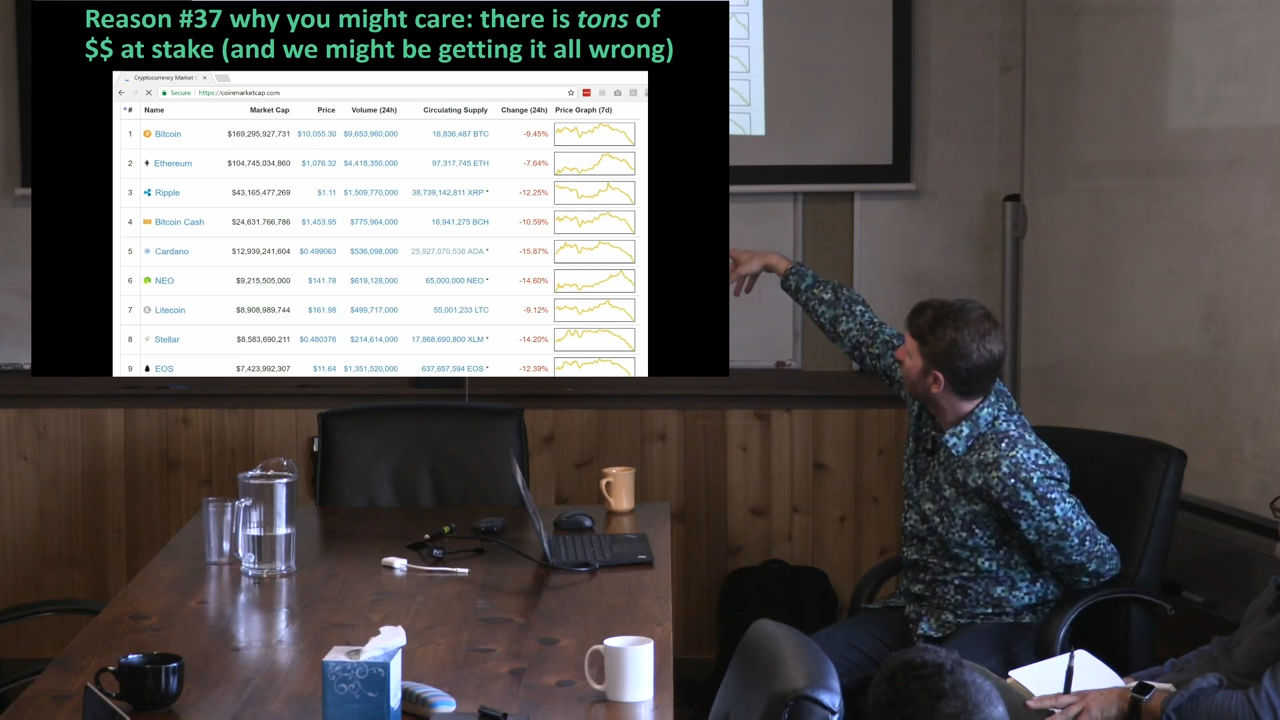 Reason #37 why you might care: there is tons of
$$ at stake (and we might be getting it all wrong)
Cryptocurrency Market
Secure https://coinmarketcap.com
# Name Market Cap Price Volume (24h) Circulating Supply Change (24h) Price Graph (7d)
1 Bitcoin $169,295,927,731 $10,055.30 $9,653,960,000 16,836,487 BTC -9.45%
2 Ethereum $104,745,034,860 $1,076.32 $4,418,350,000 97,317,745 ETH -7.64%
3 Ripple $43,165,477,269 $1.11 $1,509,770,000 38,739,142,811 XRP * -12.25%
4 Bitcoin Cash $24,631,766,786 $1,453.95 $775,964,000 16,941,275 BCH -10.59%
5 Cardano $12,939,241,604 $0.499063 $536,098,000 25,927,070,538 ADA * -15.87%
6 NEO $9,215,505,000 $141.78 $619,128,000 65,000,000 NEO * -14.60%
7 Litecoin $8,908,989,744 $161.98 $499,717,000 55,001,233 LTC -9.12%
8 Stellar $8,583,690,211 $0.480376 $214,614,000 17,868,690,800 XLM * -14.20%
9 EOS $7,423,992,307 $11.64 $1,351,520,000 637,657,594 EOS * -12.39%